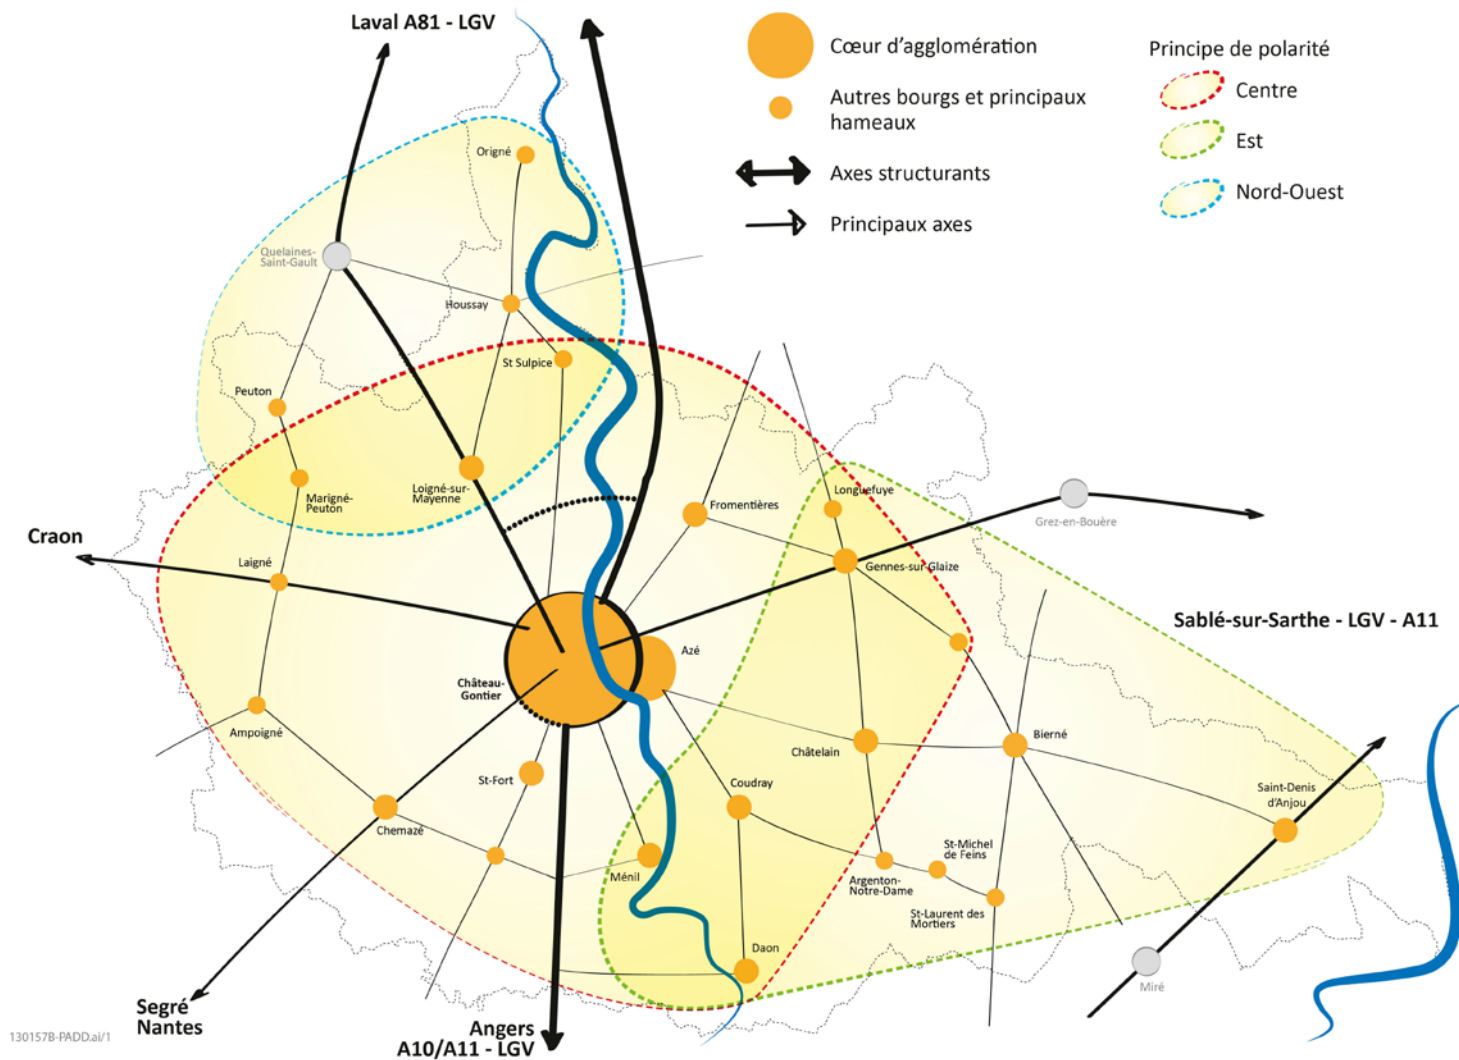 Laval A81 - LGV
Cœur d'agglomération
Autres bourgs et principaux
hameaux
Axes structurants
Principaux axes
Principe de polarité
Centre
Est
Nord-Ouest
Origné
Quelaines-
Saint-Gault
Houssay
St Sulpice
Peuton
Marigné-
Peuton
Loigné-sur-
Mayenne
Fromentières
Longuefuye
Grez-en-Bouère
Craon
Laigné
Gennes-sur-Glaize
Sablé-sur-Sarthe - LGV - A11
Azé
Château-
Gontier
Ampoigné
Bierné
Châtelain
St-Fort
Coudray
Saint-Denis
d'Anjou
Chemazé
St-Michel
de Feins
Ménil
Argenton-
Notre-Dame
St-Laurent des
Mortiers
Daon
Miré
Segré
Nantes
Angers
A10/A11 - LGV
130157B-PADD.ai/1